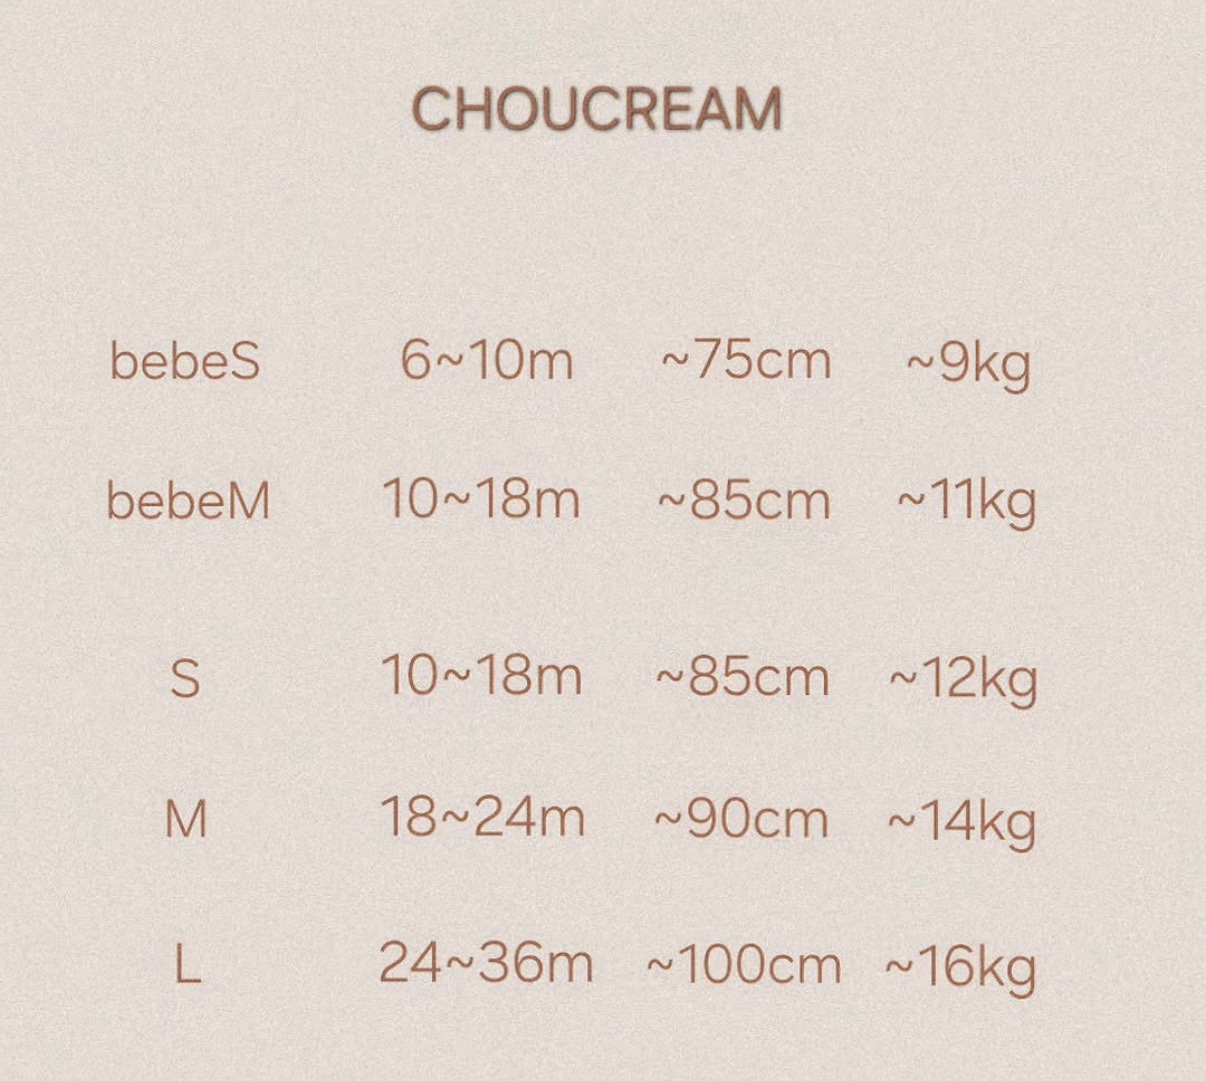 CHOUCREAM
bebeS 6~10m ~75cm ~9kg
bebeM 10~18m ~85cm ~11kg
S 10~18m ~85cm ~12kg
M 18~24m ~90cm ~14kg
L 24~36m ~100cm ~16kg